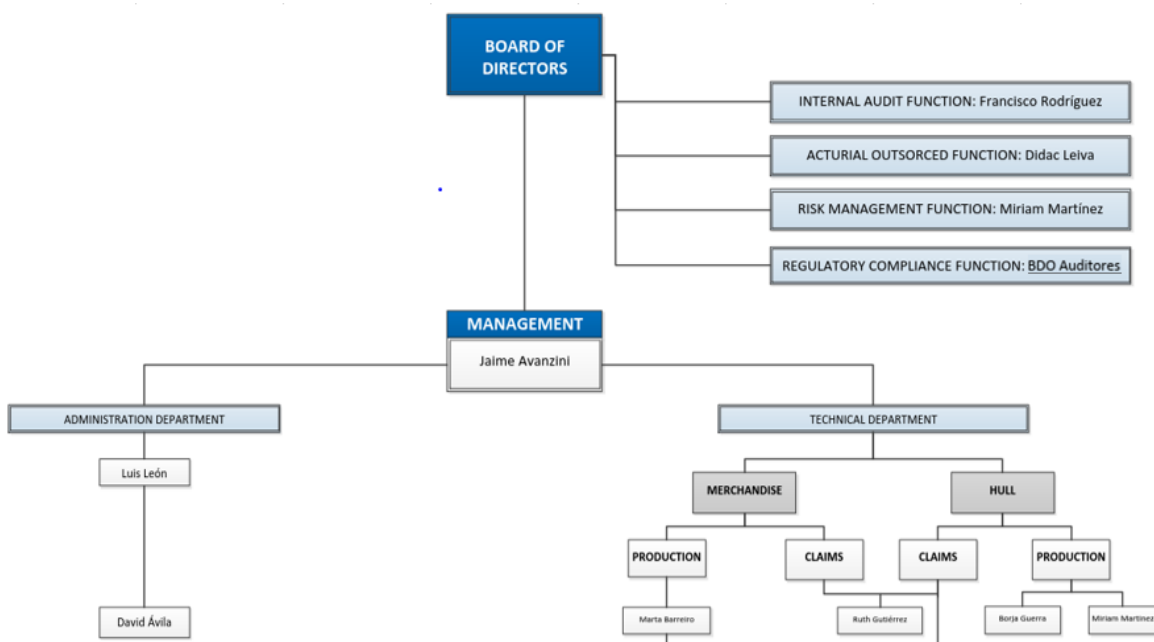 BOARD OF
DIRECTORS
INTERNAL AUDIT FUNCTION: Francisco Rodríguez
ACTURIAL OUTSORCED FUNCTION: Didac Leiva
RISK MANAGEMENT FUNCTION: Miriam Martínez
REGULATORY COMPLIANCE FUNCTION: BDO Auditores
MANAGEMENT
Jaime Avanzini
ADMINISTRATION DEPARTMENT
TECHNICAL DEPARTMENT
Luis León
MERCHANDISE
HULL
PRODUCTION
CLAIMS
CLAIMS
PRODUCTION
David Ávila
Marta Barreiro
Ruth Gutiérrez
Borja Guerra
Miriam Martinez